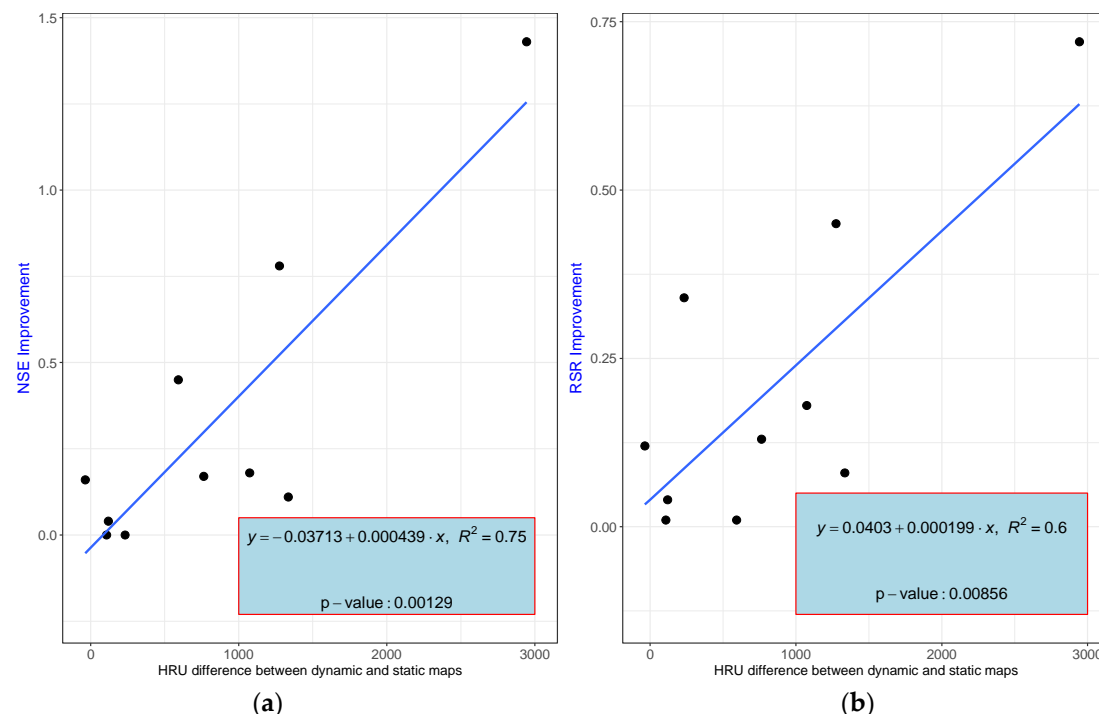 1.5
1.0
0.5
0.0
NSE Improvement
y = −0.03713 + 0.000439 · x, R² = 0.75
p − value : 0.00129
0 1000 2000 3000
HRU difference between dynamic and static maps
(a)
0.75
0.50
0.25
0.00
RSR Improvement
y = 0.0403 + 0.000199 · x, R² = 0.6
p − value : 0.00856
0 1000 2000 3000
HRU difference between dynamic and static maps
(b)